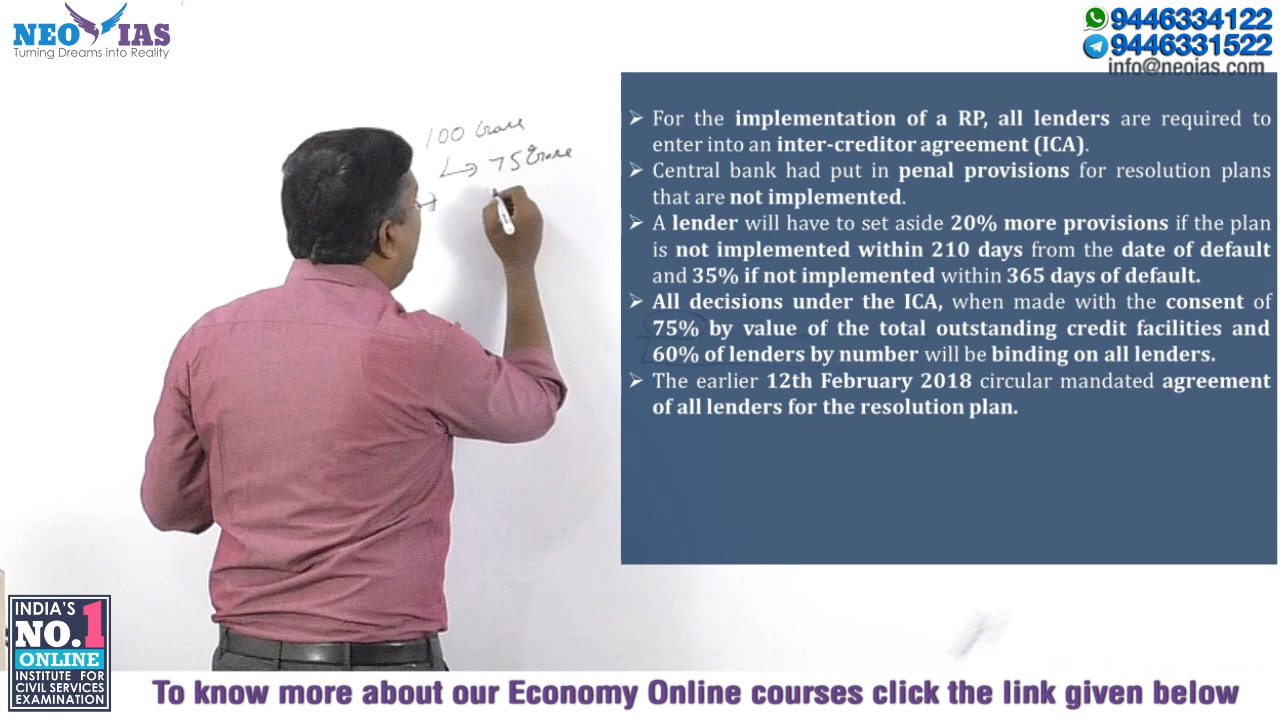 NEO IAS
Turning Dreams into Reality
9446334122
9446331522
info@neoias.com
100 Crore
↳ 75 Crore
➢ For the implementation of a RP, all lenders are required to
enter into an inter-creditor agreement (ICA).
➢ Central bank had put in penal provisions for resolution plans
that are not implemented.
➢ A lender will have to set aside 20% more provisions if the plan
is not implemented within 210 days from the date of default
and 35% if not implemented within 365 days of default.
➢ All decisions under the ICA, when made with the consent of
75% by value of the total outstanding credit facilities and
60% of lenders by number will be binding on all lenders.
➢ The earlier 12th February 2018 circular mandated agreement
of all lenders for the resolution plan.
INDIA'S
NO.1
ONLINE
INSTITUTE FOR
CIVIL SERVICES
EXAMINATION
To know more about our Economy Online courses click the link given below